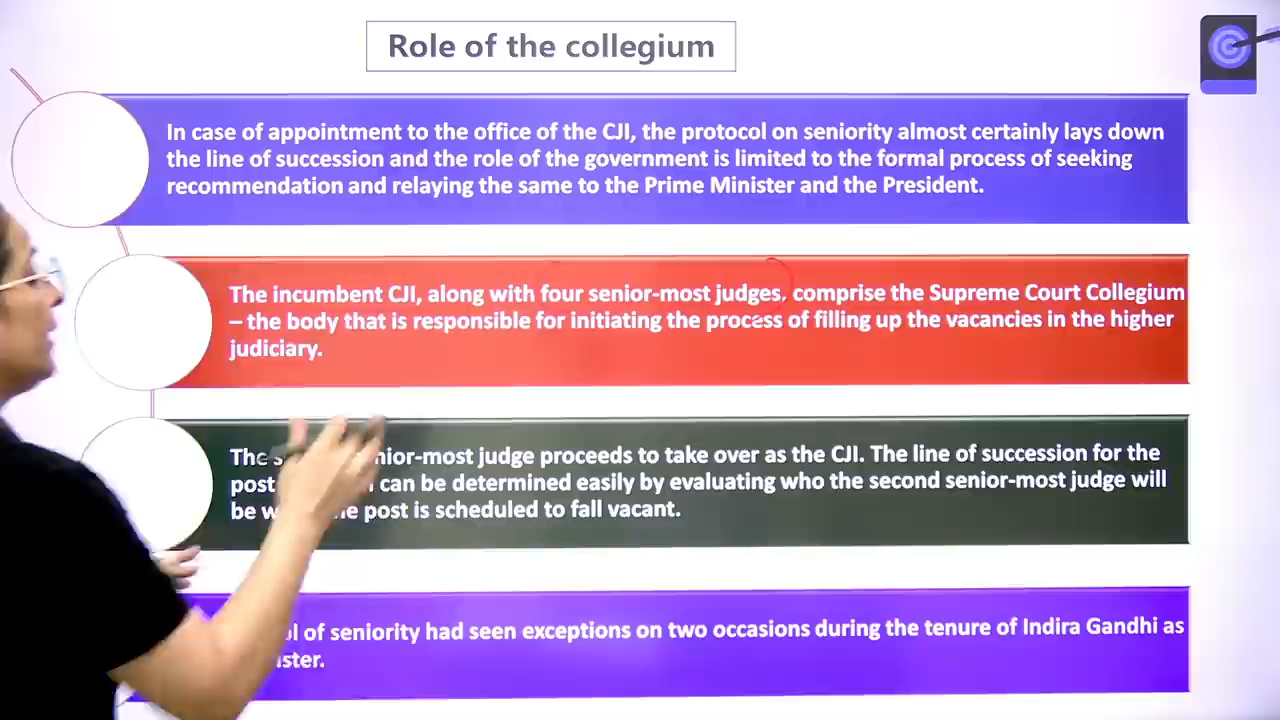 Role of the collegium
In case of appointment to the office of the CJI, the protocol on seniority almost certainly lays down
the line of succession and the role of the government is limited to the formal process of seeking
recommendation and relaying the same to the Prime Minister and the President.
The incumbent CJI, along with four senior-most judges, comprise the Supreme Court Collegium
– the body that is responsible for initiating the process of filling up the vacancies in the higher
judiciary.
The senior-most judge proceeds to take over as the CJI. The line of succession for the
post can be determined easily by evaluating who the second senior-most judge will
be post is scheduled to fall vacant.
of seniority had seen exceptions on two occasions during the tenure of Indira Gandhi as